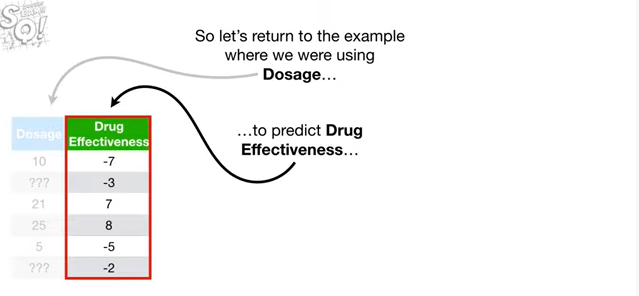 So let's return to the example
where we were using
Dosage...
...to predict Drug
Effectiveness...
Dosage Drug Effectiveness
10 -7
??? -3
21 7
25 8
5 -5
??? -2